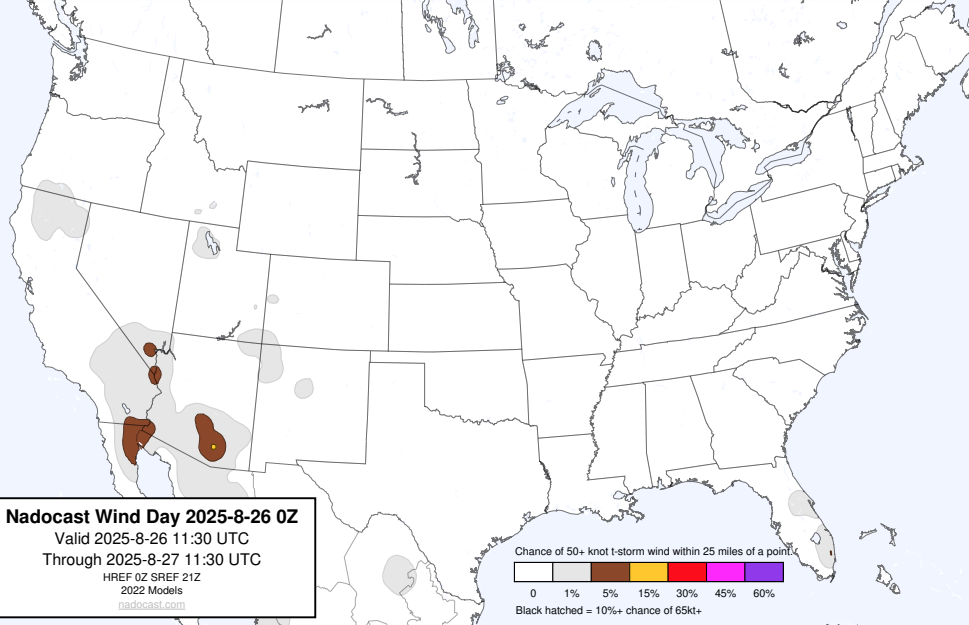 Nadocast Wind Day 2025-8-26 0Z
Valid 2025-8-26 11:30 UTC
Through 2025-8-27 11:30 UTC
HREF 0Z SREF 21Z
2022 Models
nadocast.com
Chance of 50+ knot t-storm wind within 25 miles of a point.
0 1% 5% 15% 30% 45% 60%
Black hatched = 10%+ chance of 65kt+